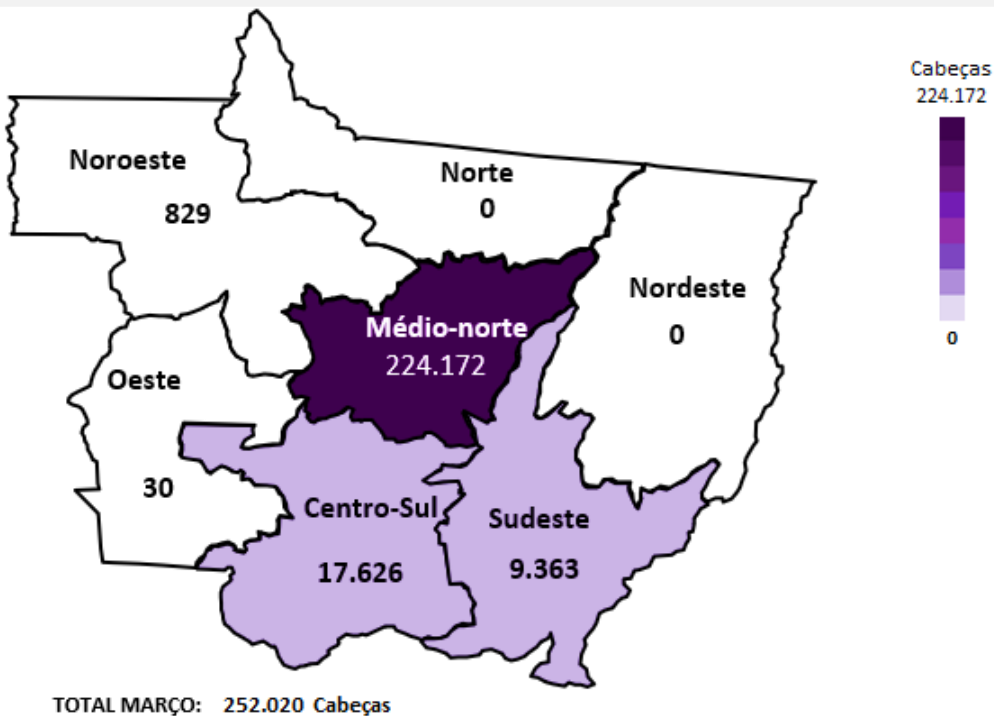 Cabeças
224.172
Noroeste
829
Norte
0
Nordeste
0
Médio-norte
224.172
0
Oeste
30
Centro-Sul
17.626
Sudeste
9.363
TOTAL MARÇO: 252.020 Cabeças